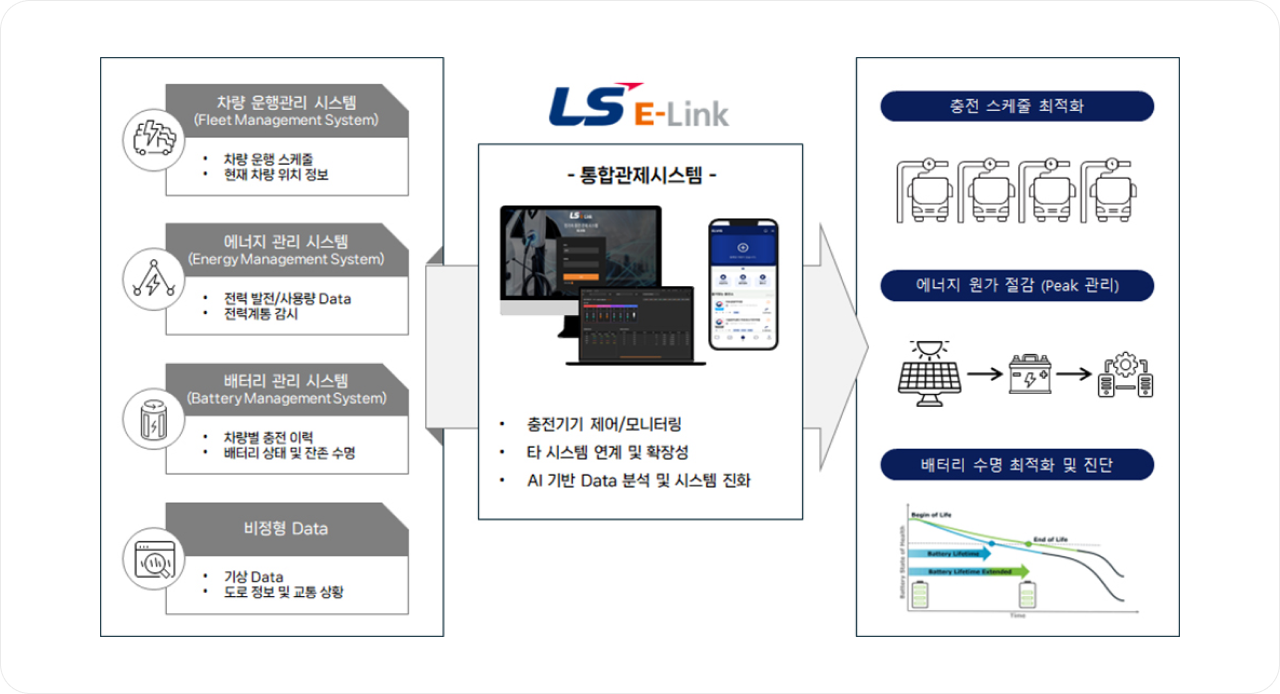 차량 운행관리 시스템
(Fleet Management System)
• 차량 운행 스케줄
• 현재 차량 위치 정보
에너지 관리 시스템
(Energy Management System)
• 전력 발전/사용량 Data
• 전력계통 감시
배터리 관리 시스템
(Battery Management System)
• 차량별 충전 이력
• 배터리 상태 및 잔존 수명
비정형 Data
• 기상 Data
• 도로 정보 및 교통 상황
LS E-Link
- 통합관제시스템 -
LS E-Link
• 충전기기 제어/모니터링
• 타 시스템 연계 및 확장성
• AI 기반 Data 분석 및 시스템 진화
충전 스케줄 최적화
에너지 원가 절감 (Peak 관리)
배터리 수명 최적화 및 진단
Begin of Life
End of Life
Battery Lifetime
Battery Lifetime Extended
Battery State of Health
Time